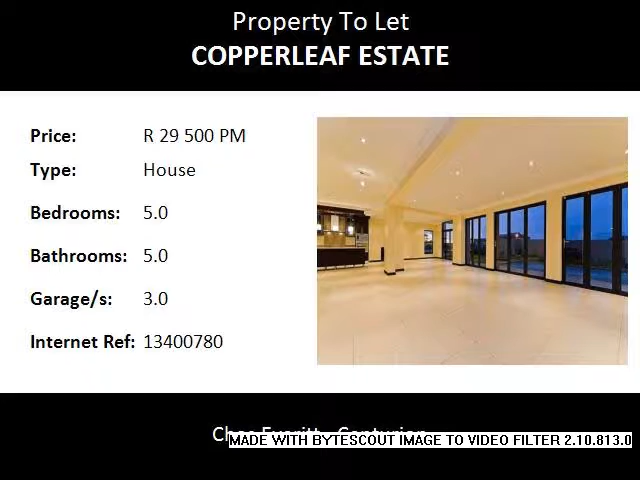 Property To Let
COPPERLEAF ESTATE
Price: R 29 500 PM
Type: House
Bedrooms: 5.0
Bathrooms: 5.0
Garage/s: 3.0
Internet Ref: 13400780
MADE WITH BYTESCOUT IMAGE TO VIDEO FILTER 2.10.813.0